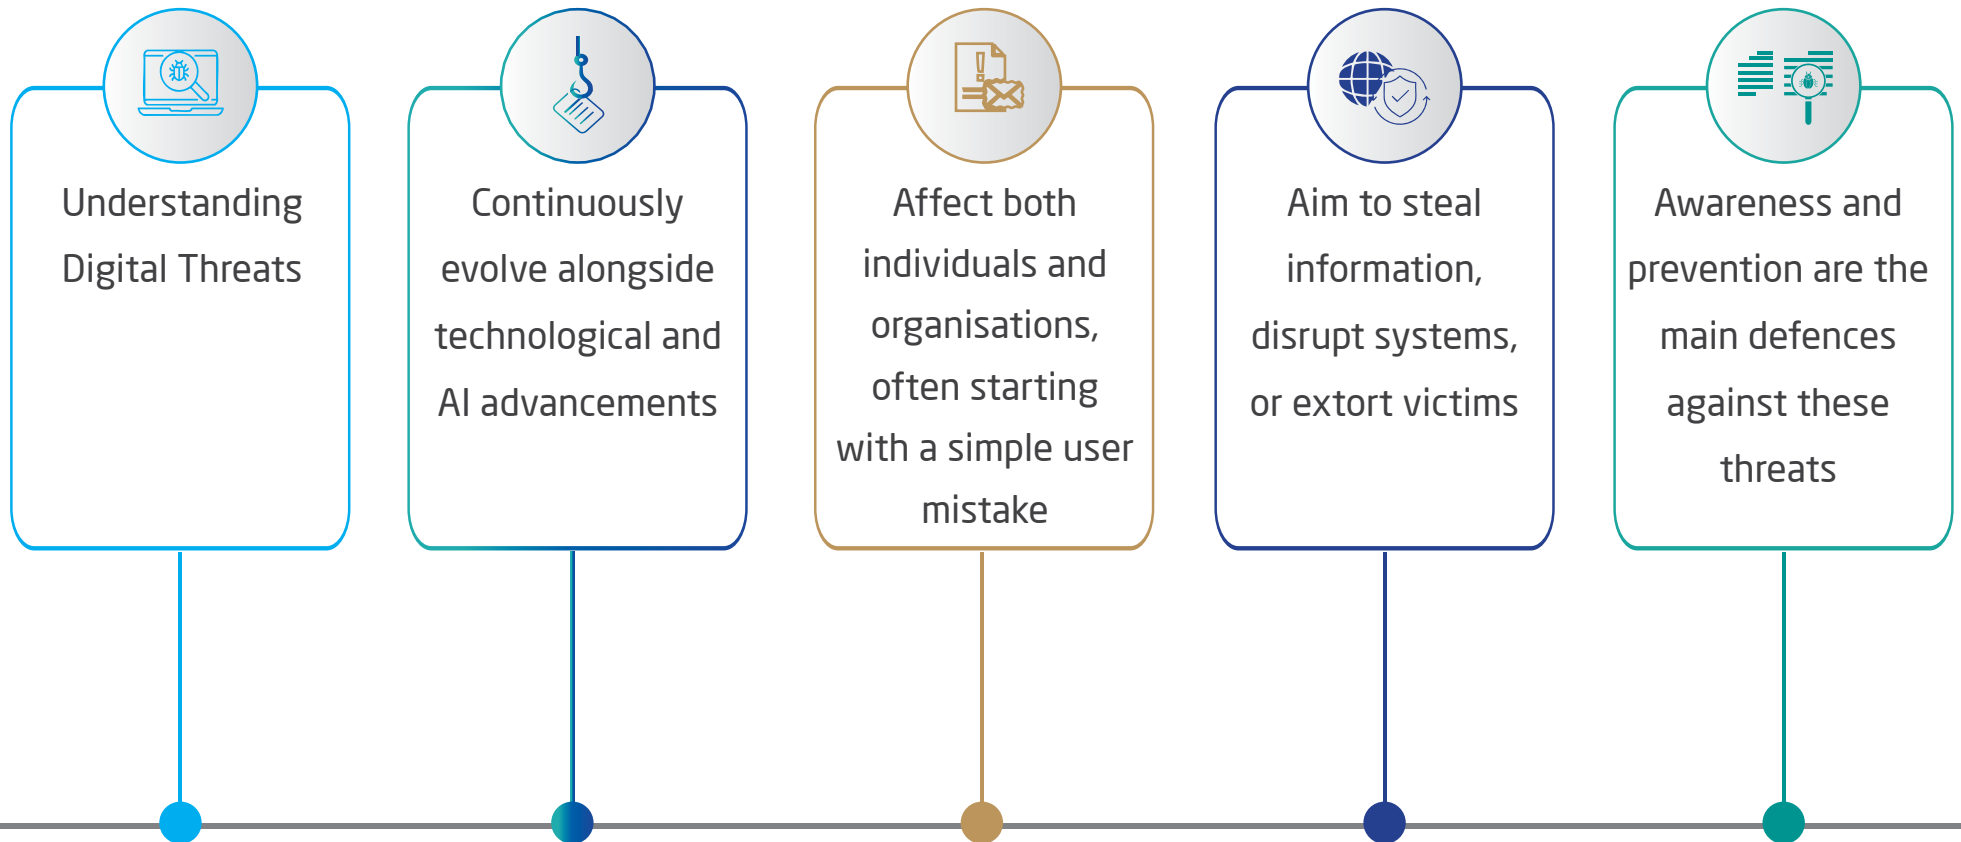 Understanding
Digital Threats
Continuously
evolve alongside
technological and
AI advancements
Affect both
individuals and
organisations,
often starting
with a simple user
mistake
Aim to steal
information,
disrupt systems,
or extort victims
Awareness and
prevention are the
main defences
against these
threats